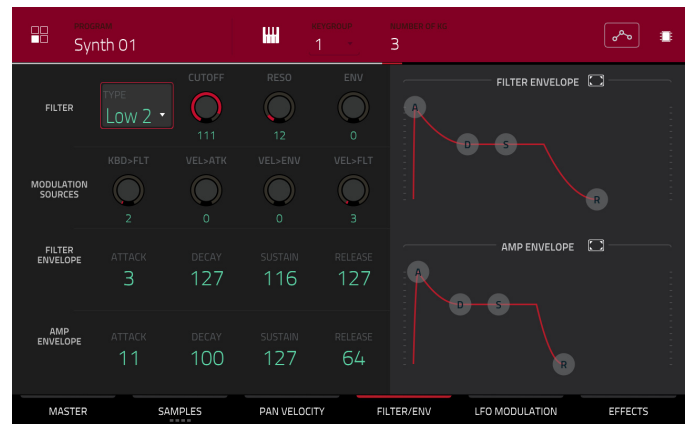 PROGRAM
Synth 01
KEYGROUP
1
NUMBER OF KG
3
FILTER
TYPE
Low 2
CUTOFF
111
RESO
12
ENV
0
FILTER ENVELOPE
A
D
S
R
MODULATION
SOURCES
KBD>FLT
2
VEL>ATK
0
VEL>ENV
0
VEL>FLT
3
FILTER
ENVELOPE
ATTACK
3
DECAY
127
SUSTAIN
116
RELEASE
127
AMP ENVELOPE
A
D
S
R
AMP
ENVELOPE
ATTACK
11
DECAY
100
SUSTAIN
127
RELEASE
64
MASTER
SAMPLES
PAN VELOCITY
FILTER/ENV
LFO MODULATION
EFFECTS